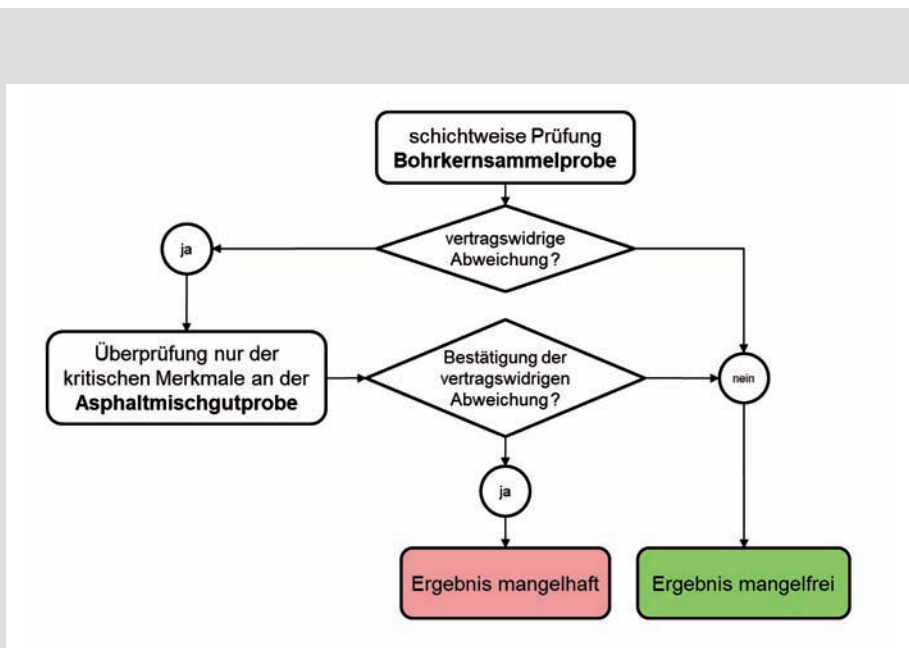 schichtweise Prüfung
Bohrkernsammelprobe
vertragswidrige
Abweichung?
ja
Überprüfung nur der
kritischen Merkmale an der
Asphaltmischgutprobe
Bestätigung der
vertragswidrigen
Abweichung?
nein
ja
Ergebnis mangelhaft
Ergebnis mangelfrei